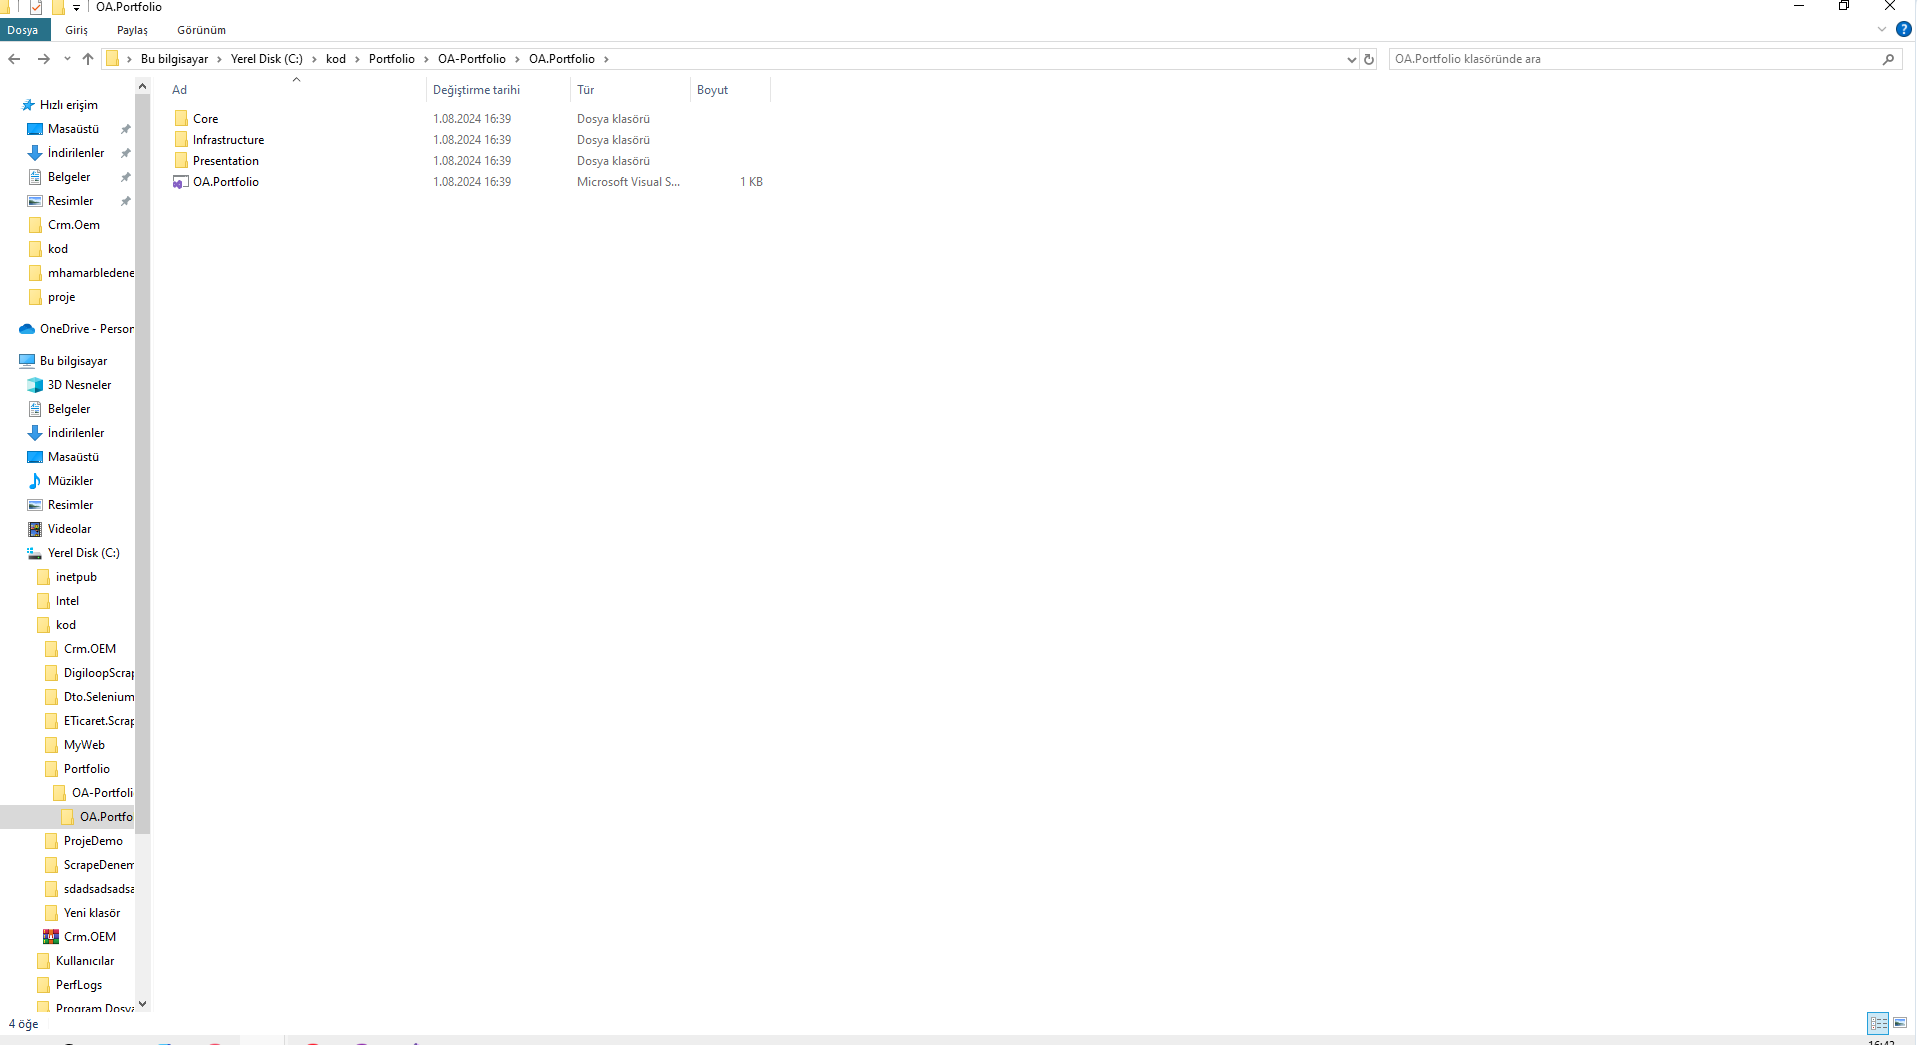 OA.Portfolio
Dosya Giriş Paylaş Görünüm
Bu bilgisayar Yerel Disk (C:) kod Portfolio OA-Portfolio OA.Portfolio
OA.Portfolio klasöründe ara
Ad Değiştirme tarihi Tür Boyut
Core 1.08.2024 16:39 Dosya klasörü
Infrastructure 1.08.2024 16:39 Dosya klasörü
Presentation 1.08.2024 16:39 Dosya klasörü
OA.Portfolio 1.08.2024 16:39 Microsoft Visual S... 1 KB
Hızlı erişim
Masaüstü
İndirilenler
Belgeler
Resimler
Crm.Oem
kod
mhamarbledene
proje
OneDrive - Person
Bu bilgisayar
3D Nesneler
Belgeler
İndirilenler
Masaüstü
Müzikler
Resimler
Videolar
Yerel Disk (C:)
inetpub
Intel
kod
Crm.OEM
DigiloopScrap
Dto.Selenium
ETicaret.Scrap
MyWeb
Portfolio
OA-Portfoli
OA.Portfo
ProjeDemo
ScrapeDenem
sdadsadsadsa
Yeni klasör
Crm.OEM
Kullanıcılar
PerfLogs
Program Dosya
4 öğe